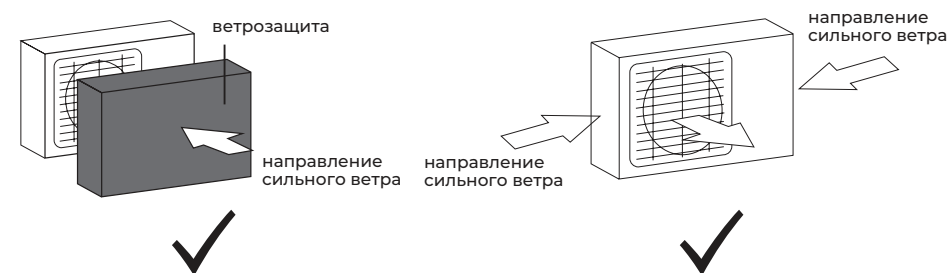 ветрозащита
направление
сильного ветра
направление
сильного ветра
направление
сильного ветра